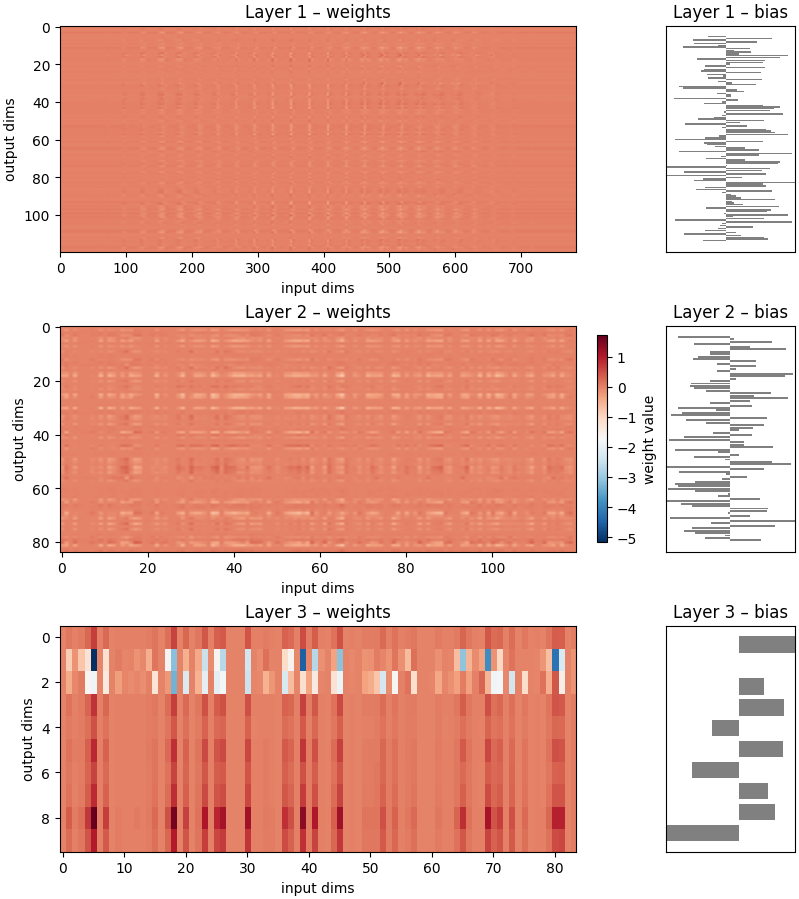 Layer 1 – weights
Layer 1 – bias
0
20
40
60
80
100
output dims
0 100 200 300 400 500 600 700
input dims
Layer 2 – weights
Layer 2 – bias
0
20
40
60
80
output dims
0 20 40 60 80 100
input dims
1
0
−1
−2
−3
−4
−5
weight value
Layer 3 – weights
Layer 3 – bias
0
2
4
6
8
output dims
0 10 20 30 40 50 60 70 80
input dims